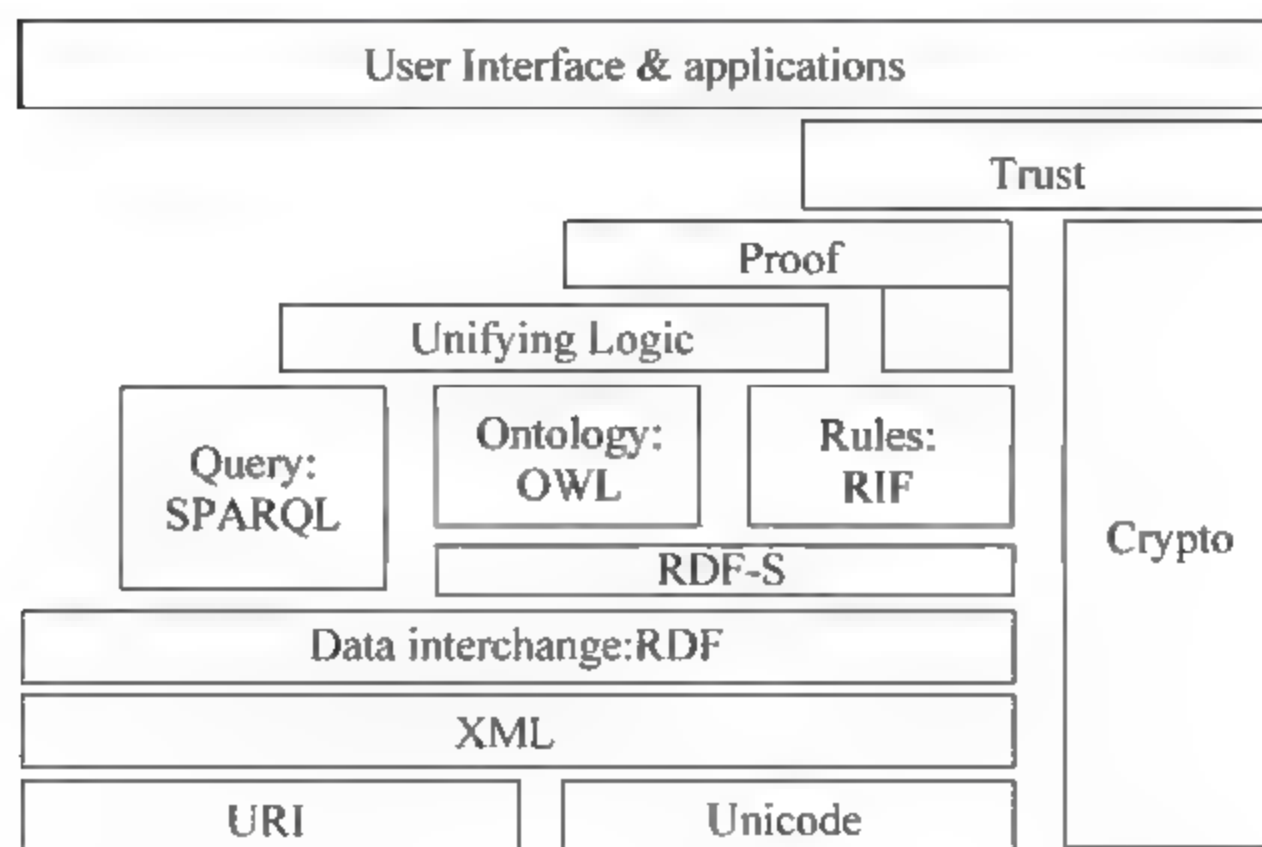 User Interface & applications
Trust
Proof
Unifying Logic
Query:
SPARQL
Ontology:
OWL
Rules:
RIF
Crypto
RDF-S
Data interchange:RDF
XML
URI
Unicode